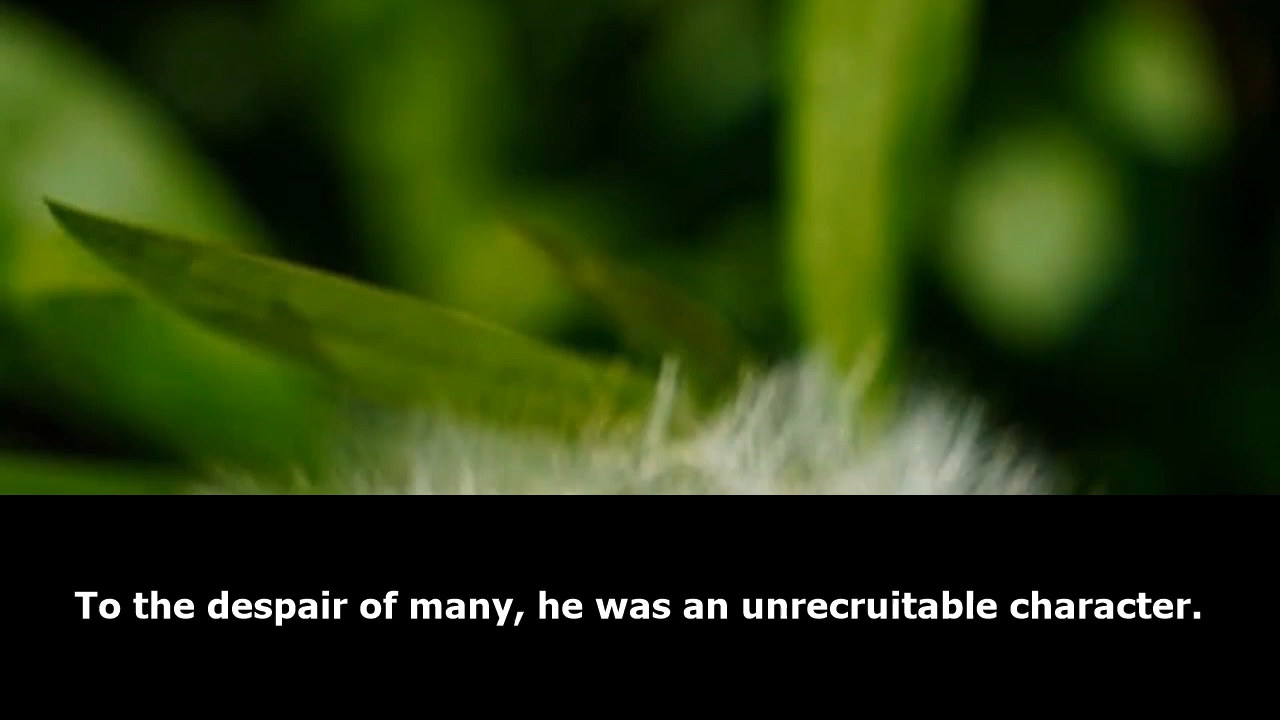 To the despair of many, he was an unrecruitable character.